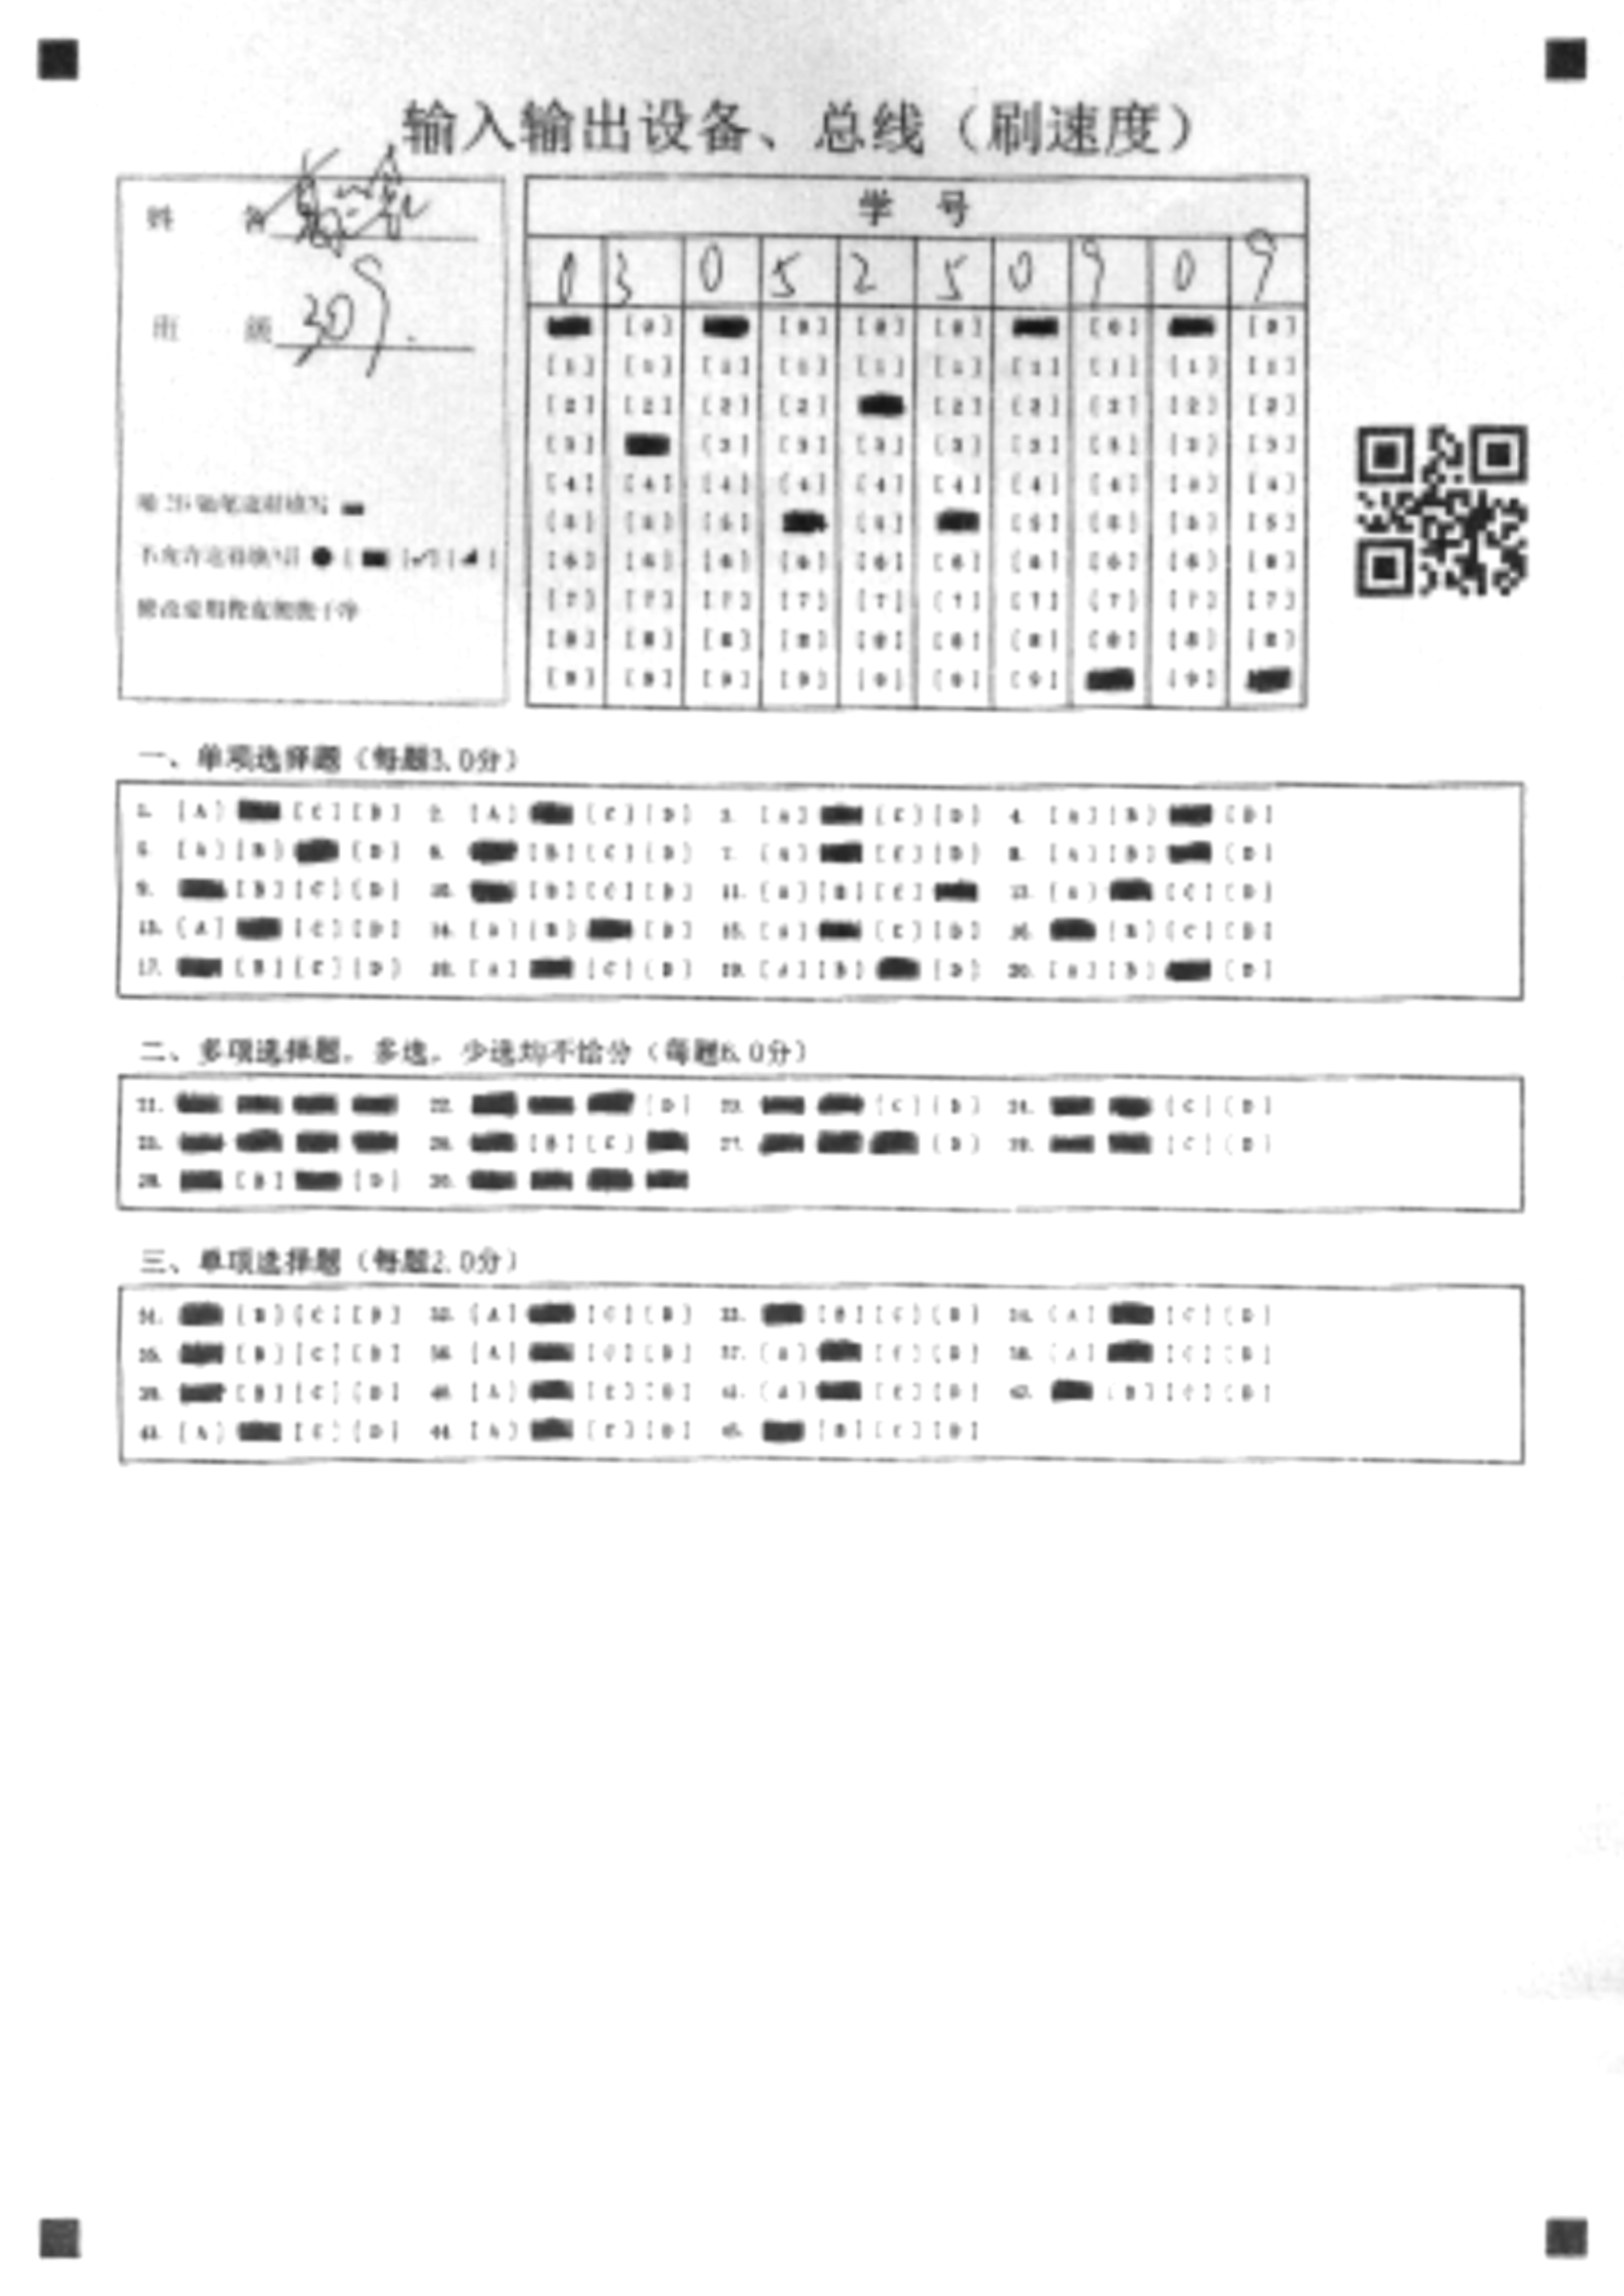 输入输出设备、总线（刷速度）
姓 名
班 级 309.
学 号
0 3 0 5 2 5 0 9 0 9
[0] [0] [0] [0] [0] [0]
[1] [1] [1] [1] [1] [1] [1] [1] [1] [1]
[2] [2] [2] [2] [2] [2] [2] [2] [2]
[3] [3] [3] [3] [3] [3] [3] [3] [3]
[4] [4] [4] [4] [4] [4] [4] [4] [4] [4]
[5] [5] [5] [5] [5] [5] [5] [5]
[6] [6] [6] [6] [6] [6] [6] [6] [6] [6]
[7] [7] [7] [7] [7] [7] [7] [7] [7] [7]
[8] [8] [8] [8] [8] [8] [8] [8] [8] [8]
[9] [9] [9] [9] [9] [9] [9] [9]
一、单项选择题（每题3.0分）
1. [A] [C] [D] 2. [A] [C] [D] 3. [A] [C] [D] 4. [A] [B] [D]
5. [A] [B] [D] 6. [B] [C] [D] 7. [A] [C] [D] 8. [A] [B] [D]
9. [B] [C] [D] 10. [B] [C] [D] 11. [A] [B] [C] 12. [A] [C] [D]
13. [A] [C] [D] 14. [A] [B] [D] 15. [A] [C] [D] 16. [B] [C] [D]
17. [B] [C] [D] 18. [A] [C] [D] 19. [A] [B] [D] 20. [A] [B] [D]
二、多项选择题，多选，少选均不给分（每题6.0分）
21. 22. [D] 23. [C] [D] 24. [C] [D]
25. 26. [B] [C] 27. [D] 28. [C] [D]
29. [B] [D] 30.
三、单项选择题（每题2.0分）
31. [B] [C] [D] 32. [A] [C] [D] 33. [B] [C] [D] 34. [A] [C] [D]
35. [B] [C] [D] 36. [A] [C] [D] 37. [A] [C] [D] 38. [A] [C] [D]
39. [B] [C] [D] 40. [A] [C] [D] 41. [A] [C] [D] 42. [B] [C] [D]
43. [A] [C] [D] 44. [A] [C] [D] 45. [B] [C] [D]